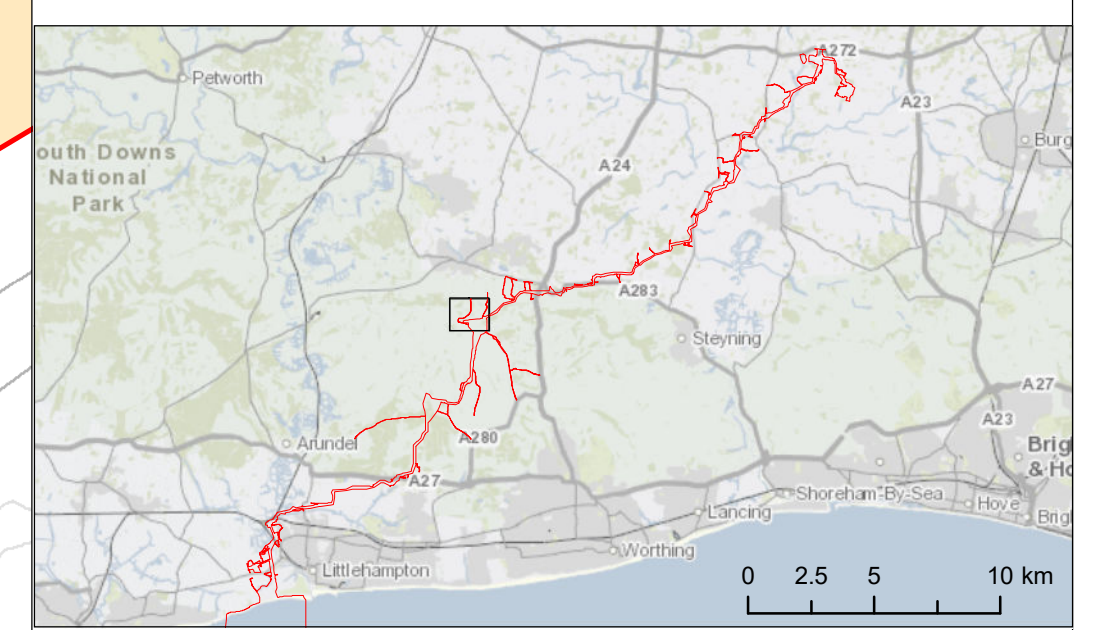 A272
Petworth
A23
Burg
outh Downs
National
Park
A24
A283
Steyning
A27
A23
Arundel
A280
Brig
& Ho
A27
Shoreham-By-Sea
Hove
Lancing
Brig
Worthing
Littlehampton
0 2.5 5 10 km